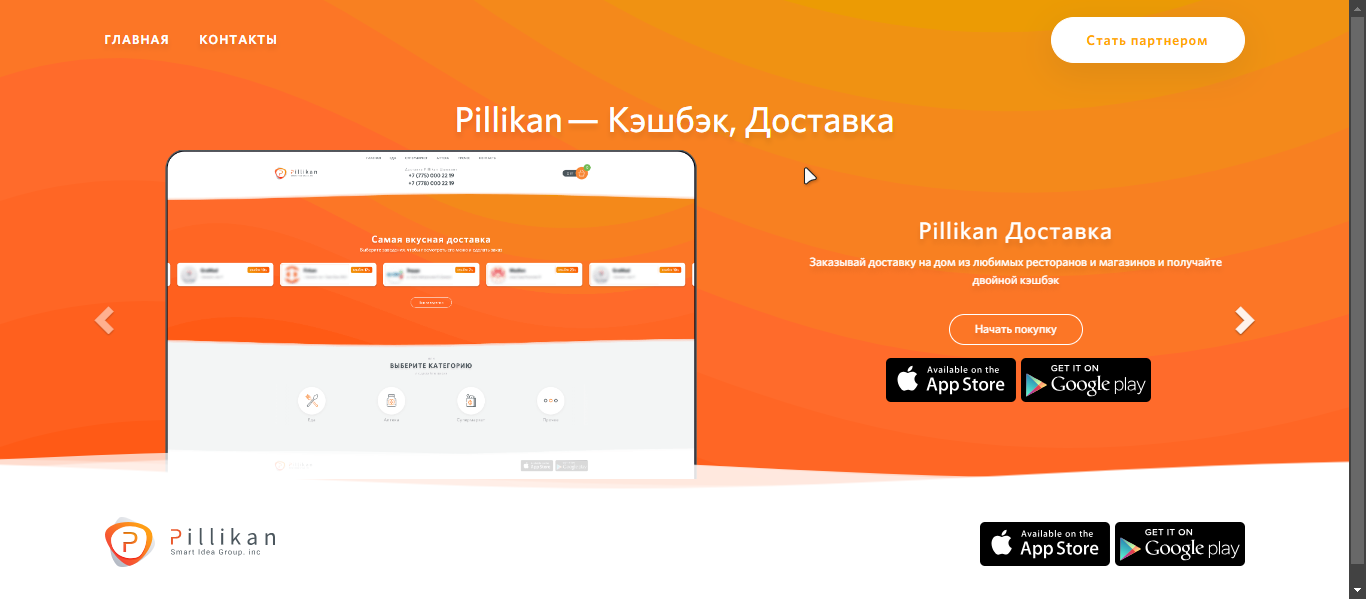 ГЛАВНАЯ КОНТАКТЫ
Стать партнером
Pillikan — Кэшбэк, Доставка
Pillikan
+7 (775) 000 22 19
+7 (778) 000 22 19
Самая вкусная доставка
ВЫБЕРИТЕ КАТЕГОРИЮ
Pillikan Доставка
Заказывай доставку на дом из любимых ресторанов и магазинов и получайте
двойной кэшбэк
Начать покупку
Available on the
App Store
GET IT ON
Google play
Pillikan
Smart Idea Group, inc
Available on the
App Store
GET IT ON
Google play